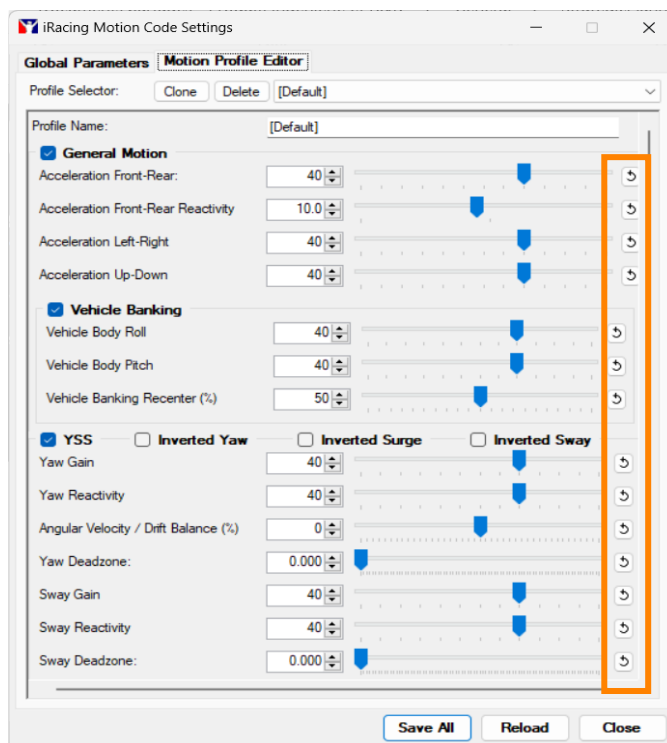 iRacing Motion Code Settings
Global Parameters Motion Profile Editor
Profile Selector: Clone Delete [Default]
Profile Name: [Default]
General Motion
Acceleration Front-Rear: 40
Acceleration Front-Rear Reactivity 10.0
Acceleration Left-Right 40
Acceleration Up-Down 40
Vehicle Banking
Vehicle Body Roll 40
Vehicle Body Pitch 40
Vehicle Banking Recenter (%) 50
YSS Inverted Yaw Inverted Surge Inverted Sway
Yaw Gain 40
Yaw Reactivity 40
Angular Velocity / Drift Balance (%) 0
Yaw Deadzone: 0.000
Sway Gain 40
Sway Reactivity 40
Sway Deadzone: 0.000
Save All Reload Close